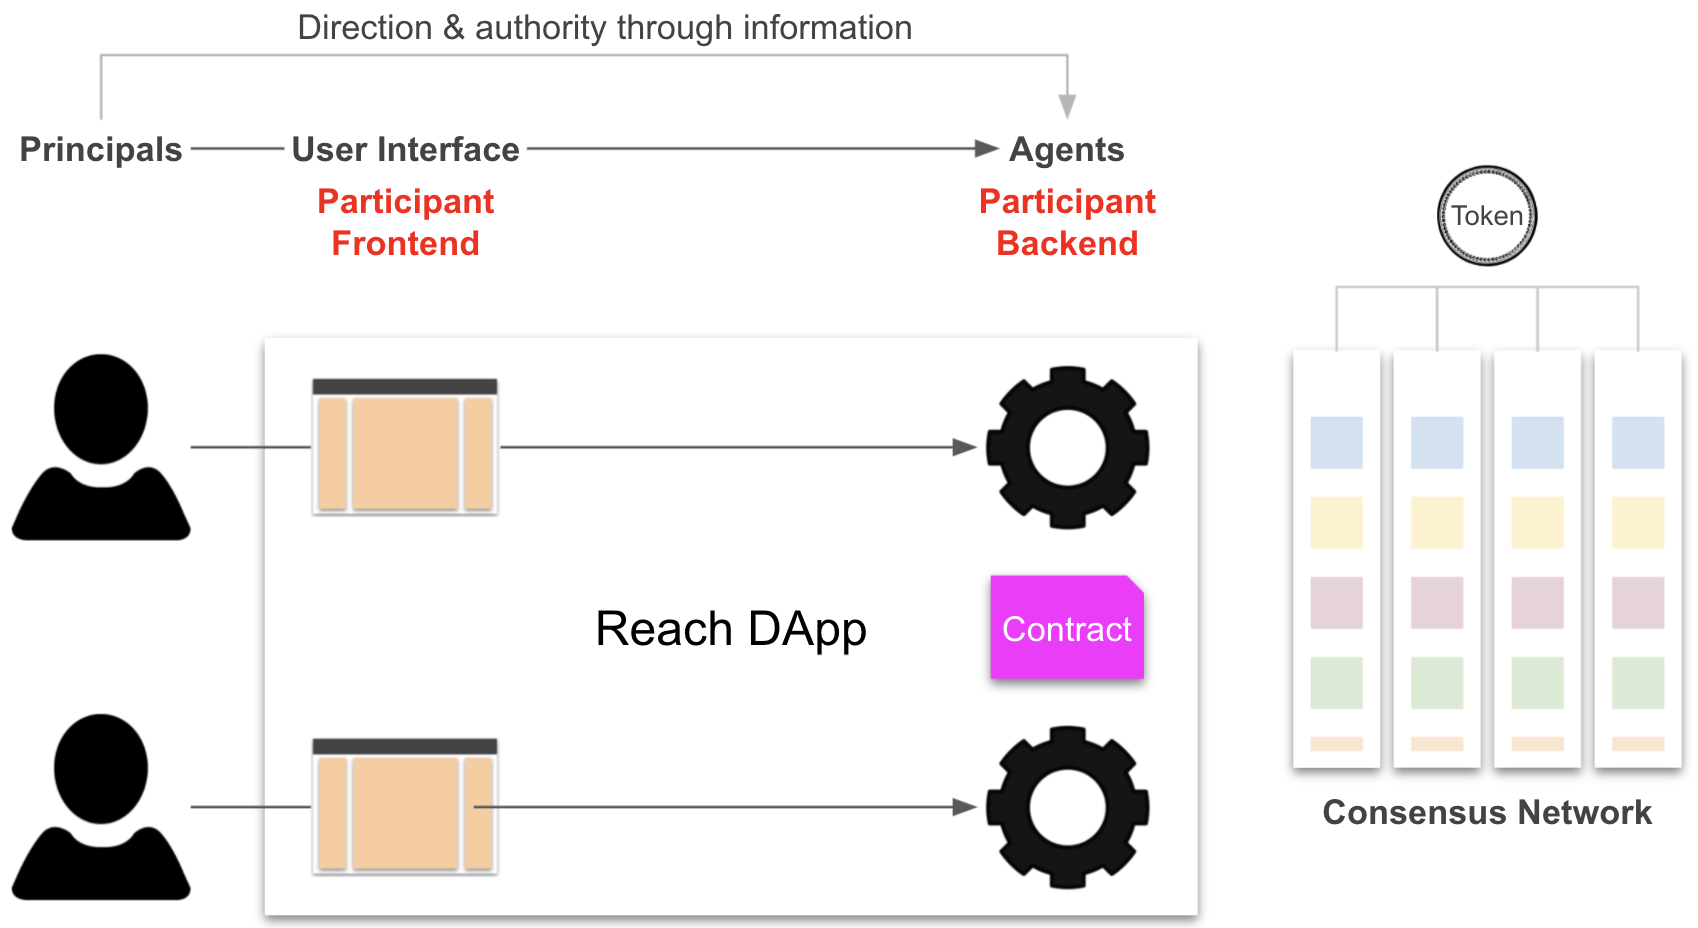 Direction & authority through information
Principals
User Interface
Agents
Participant
Frontend
Participant
Backend
Token
Reach DApp
Contract
Consensus Network